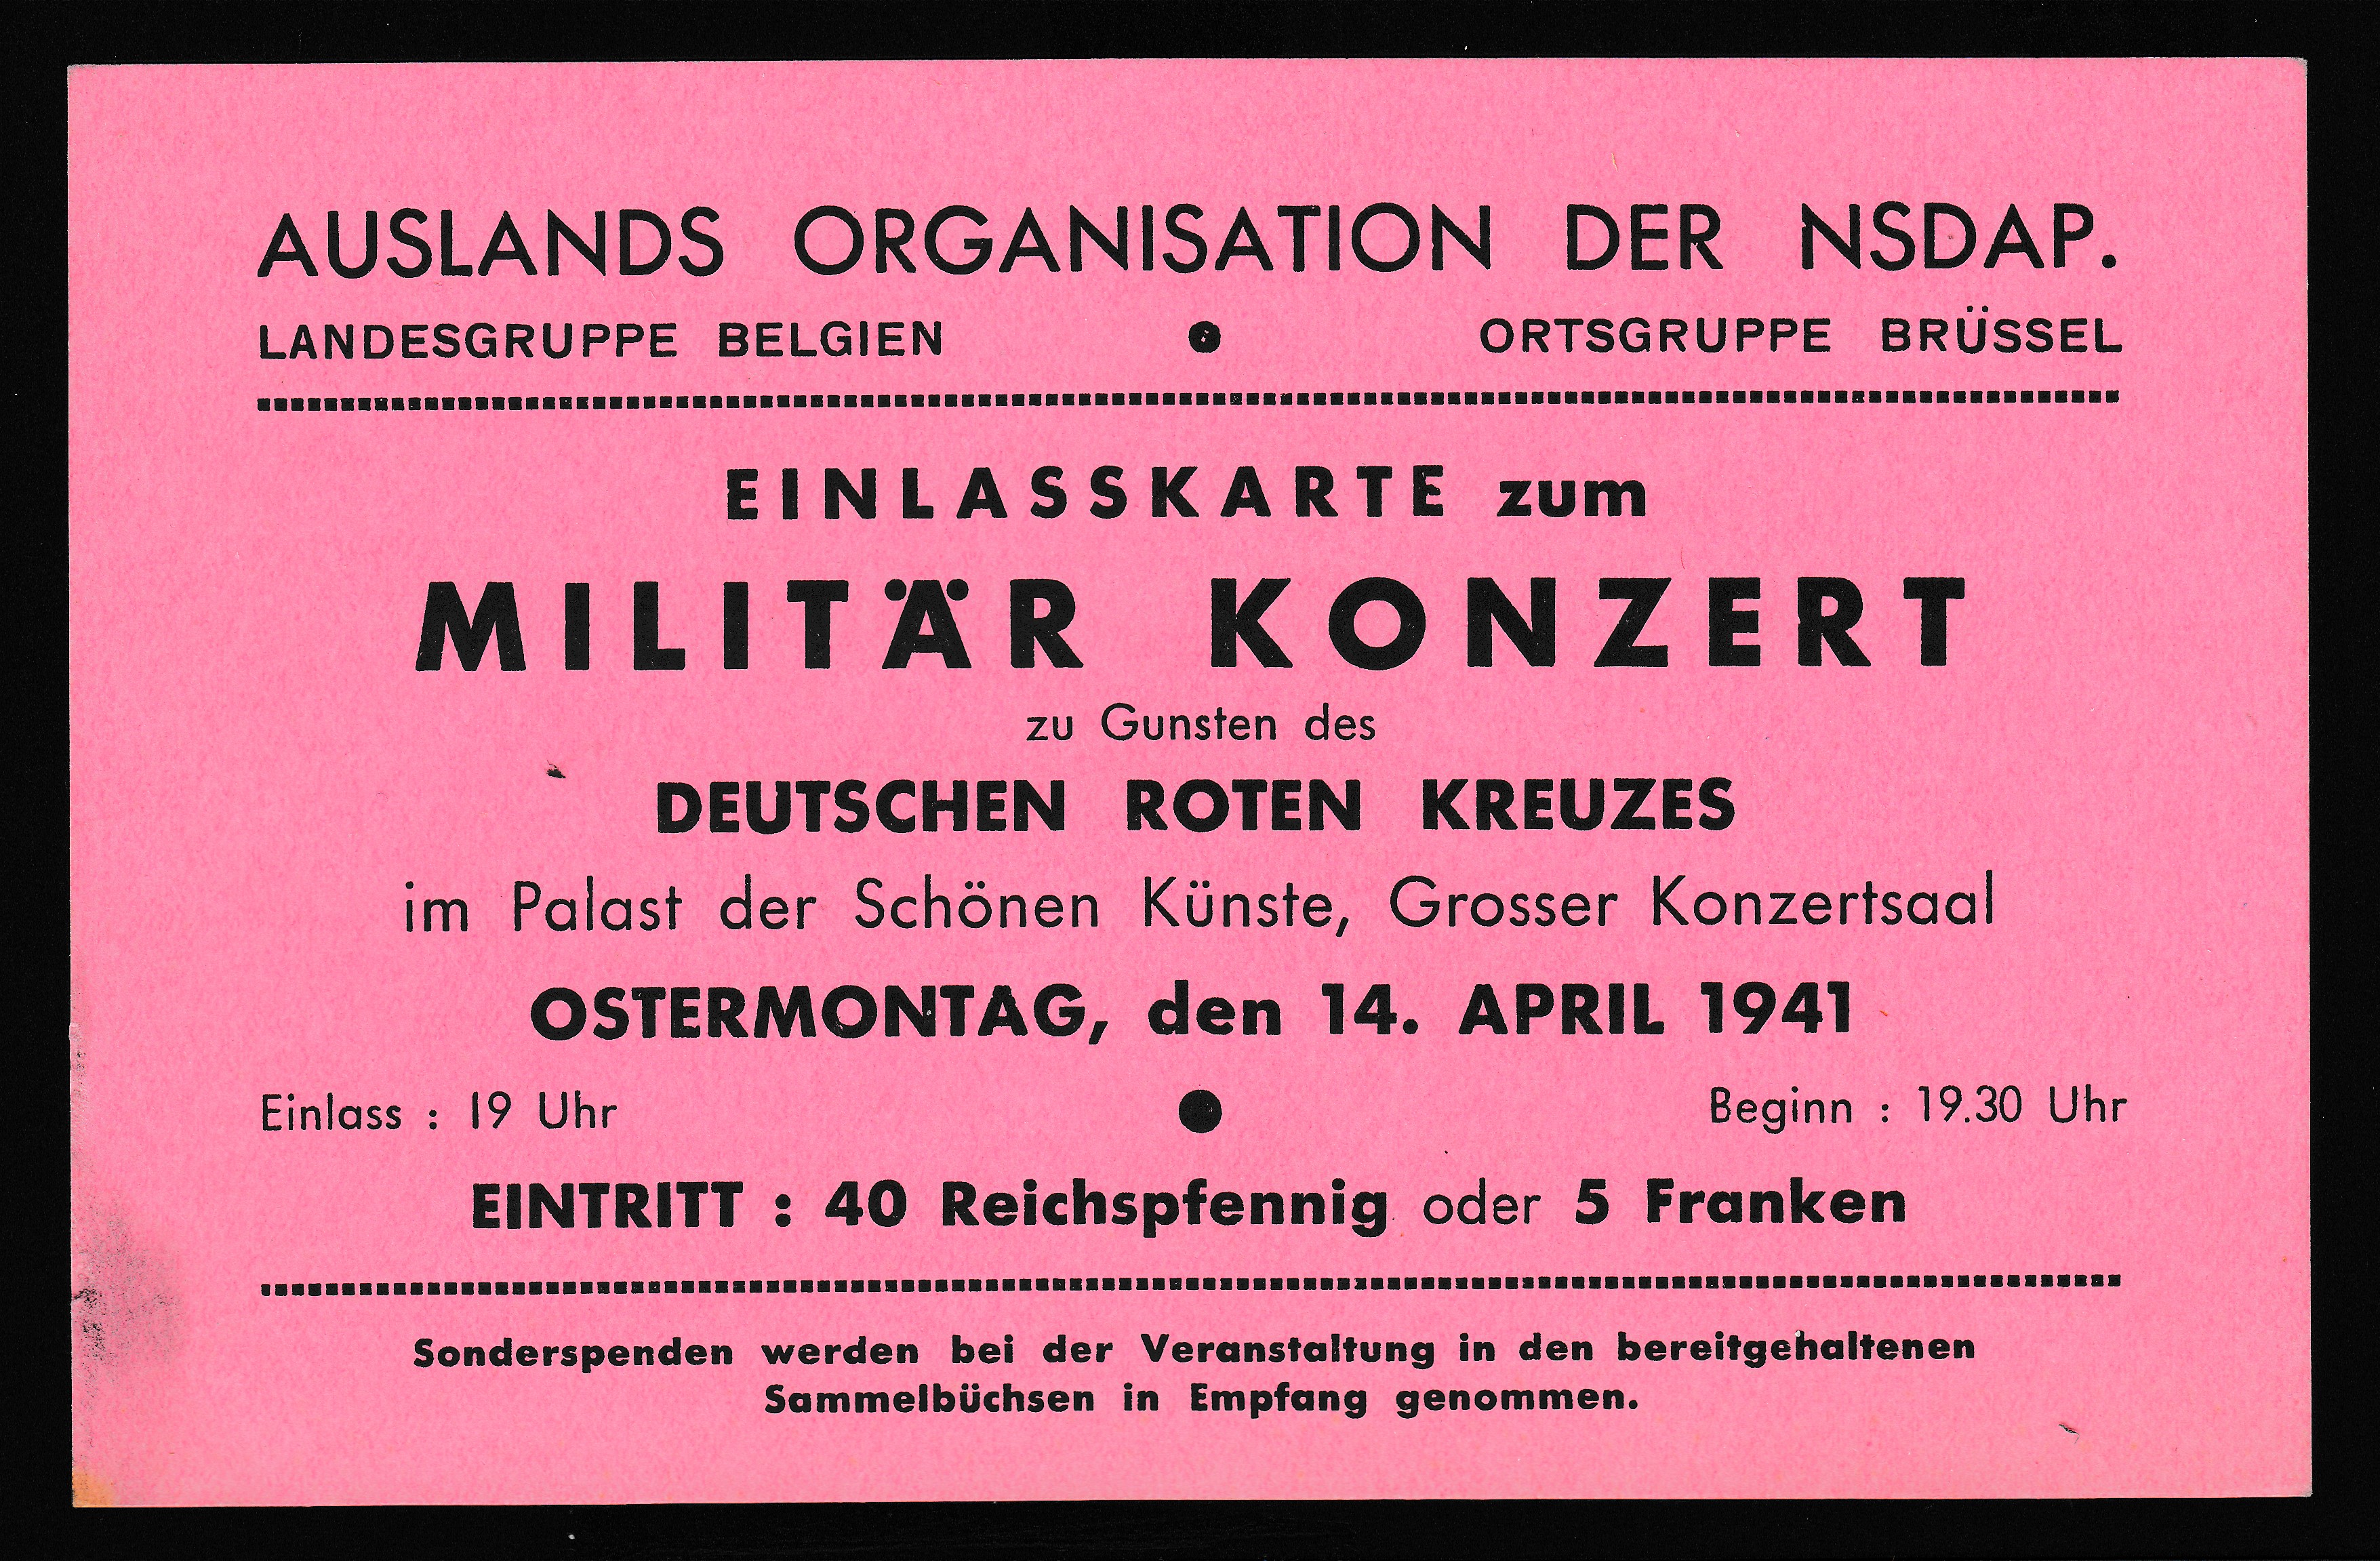 AUSLANDS ORGANISATION DER NSDAP.
LANDESGRUPPE BELGIEN ORTSGRUPPE BRÜSSEL
EINLASSKARTE zum
MILITÄR KONZERT
zu Gunsten des
DEUTSCHEN ROTEN KREUZES
im Palast der Schönen Künste, Grosser Konzertsaal
OSTERMONTAG, den 14. APRIL 1941
Einlass : 19 Uhr ● Beginn : 19.30 Uhr
EINTRITT : 40 Reichspfennig oder 5 Franken
Sonderspenden werden bei der Veranstaltung in den bereitgehaltenen
Sammelbüchsen in Empfang genommen.